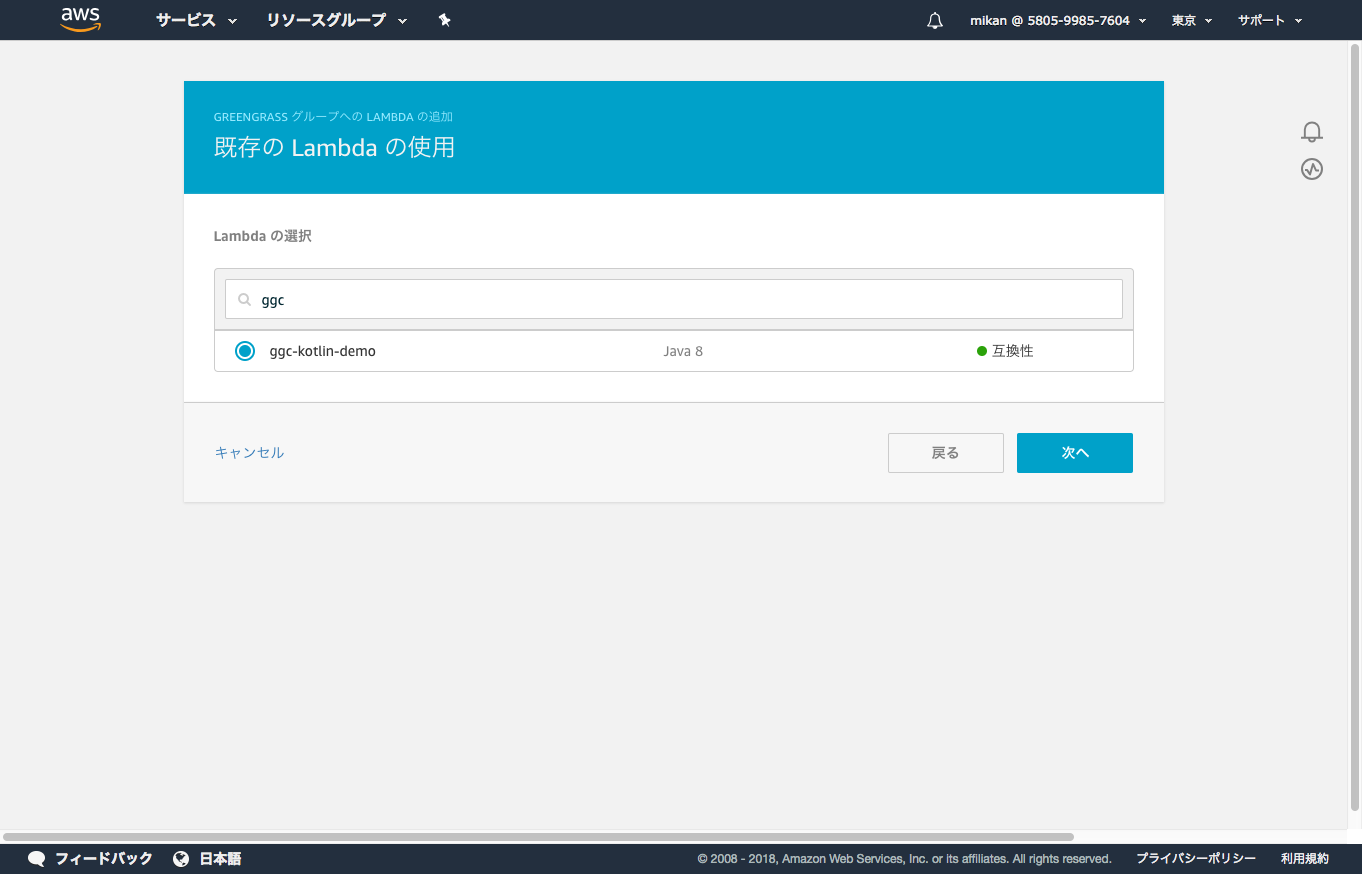 aws サービス リソースグループ mikan @ 5805-9985-7604 東京 サポート
GREENGRASS グループへの LAMBDA の追加
既存の Lambda の使用
Lambda の選択
ggc
ggc-kotlin-demo Java 8 互換性
キャンセル 戻る 次へ
フィードバック 日本語 © 2008 - 2018, Amazon Web Services, Inc. or its affiliates. All rights reserved. プライバシーポリシー 利用規約